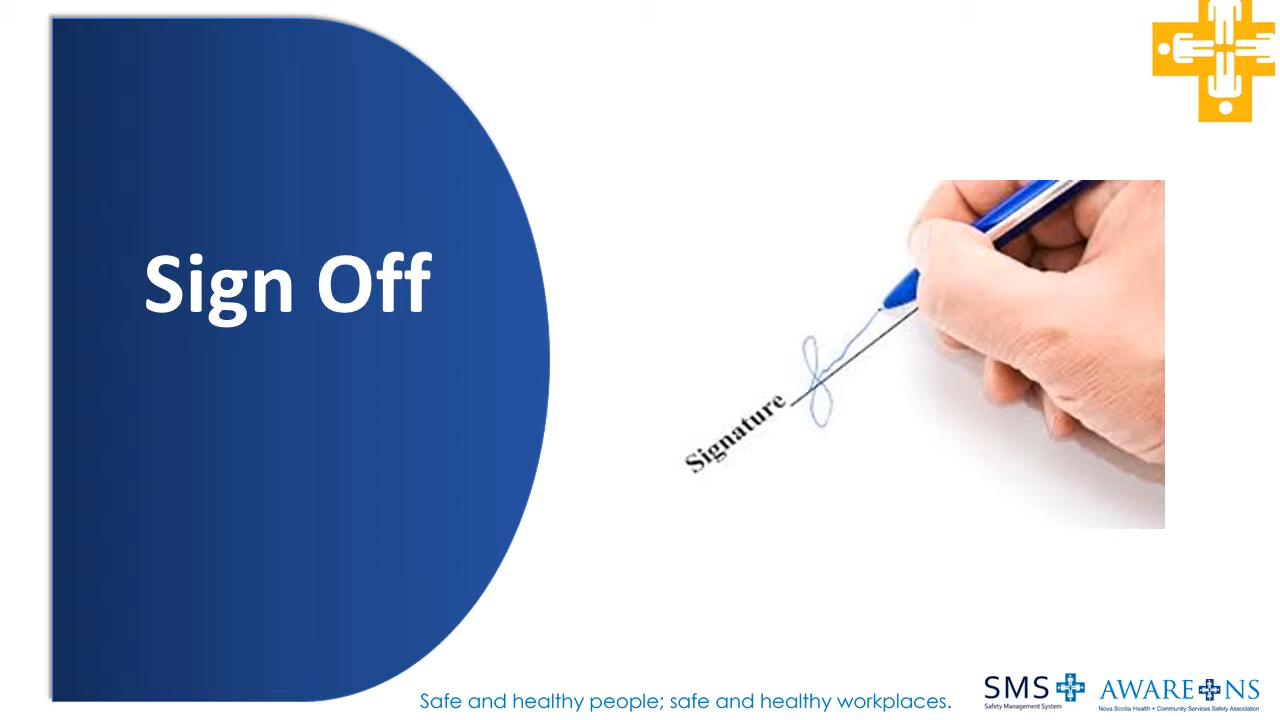 Sign Off
Signature
Safe and healthy people; safe and healthy workplaces.
SMS
Safety Management System
AWARE NS
Nova Scotia Health • Community Services Safety Association